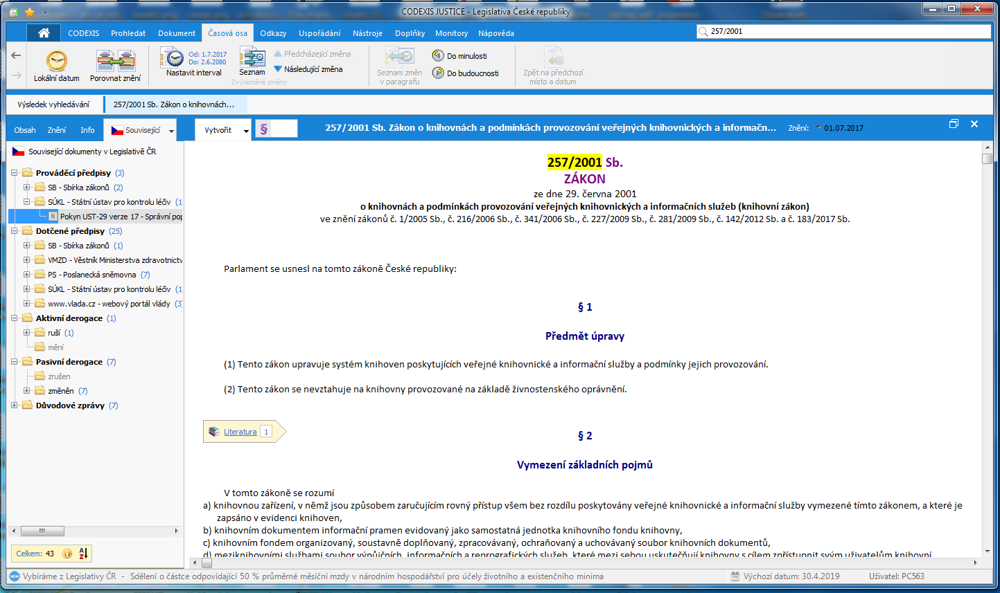 CODEXIS JUSTICE - Legislativa České republiky
CODEXIS Prohledat Dokument Časová osa Odkazy Uspořádání Nástroje Doplňky Monitory Nápověda
257/2001
Lokální datum
Porovnat znění
Od: 1.7.2017
Do: 2.6.2080
Nastavit interval
Seznam
Předcházející změna
Následující změna
Zvýrazněné změny
Seznam změn
v paragrafu
Do minulosti
Do budoucnosti
Zpět na předchozí
místo a datum
Výsledek vyhledávání
257/2001 Sb. Zákon o knihovnách...
Obsah Znění Info Související
Vytvořit
§
257/2001 Sb. Zákon o knihovnách a podmínkách provozování veřejných knihovnických a informačn...
Znění: 01.07.2017
Související dokumenty v Legislativě ČR
Prováděcí předpisy (3)
SB - Sbírka zákonů (2)
SÚKL - Státní ústav pro kontrolu léčiv (1
N Pokyn UST-29 verze 17 - Správní pop
Dotčené předpisy (25)
SB - Sbírka zákonů (1)
VMZD - Věstník Ministerstva zdravotnictv
PS - Poslanecká sněmovna (7)
SÚKL - Státní ústav pro kontrolu léčiv (1
www.vlada.cz - webový portál vlády (3)
Aktivní derogace (1)
ruší (1)
mění
Pasivní derogace (7)
zrušen
změněn (7)
Důvodové zprávy (7)
Celkem: 43
257/2001 Sb.
ZÁKON
ze dne 29. června 2001
o knihovnách a podmínkách provozování veřejných knihovnických a informačních služeb (knihovní zákon)
ve znění zákonů č. 1/2005 Sb., č. 216/2006 Sb., č. 341/2006 Sb., č. 227/2009 Sb., č. 281/2009 Sb., č. 142/2012 Sb. a č. 183/2017 Sb.
Parlament se usnesl na tomto zákoně České republiky:
§ 1
Předmět úpravy
(1) Tento zákon upravuje systém knihoven poskytujících veřejné knihovnické a informační služby a podmínky jejich provozování.
(2) Tento zákon se nevztahuje na knihovny provozované na základě živnostenského oprávnění.
Literatura 1
§ 2
Vymezení základních pojmů
V tomto zákoně se rozumí
a) knihovnou zařízení, v němž jsou způsobem zaručujícím rovný přístup všem bez rozdílu poskytovány veřejné knihovnické a informační služby vymezené tímto zákonem, a které je
zapsáno v evidenci knihoven,
b) knihovním dokumentem informační pramen evidovaný jako samostatná jednotka knihovního fondu knihovny,
c) knihovním fondem organizovaný, soustavně doplňovaný, zpracovávaný, ochraňovaný a uchovávaný soubor knihovních dokumentů,
d) meziknihovními službami soubor výpůjčních, informačních a reprografických služeb, které mezi sebou uskutečňují knihovny s cílem zpřístupnit svým uživatelům knihovní
NEW Vybíráme z Legislativy ČR - Sdělení o částce odpovídající 50 % průměrné měsíční mzdy v národním hospodářství pro účely životního a existenčního minima
Výchozí datum: 30.4.2019
Uživatel: PC563